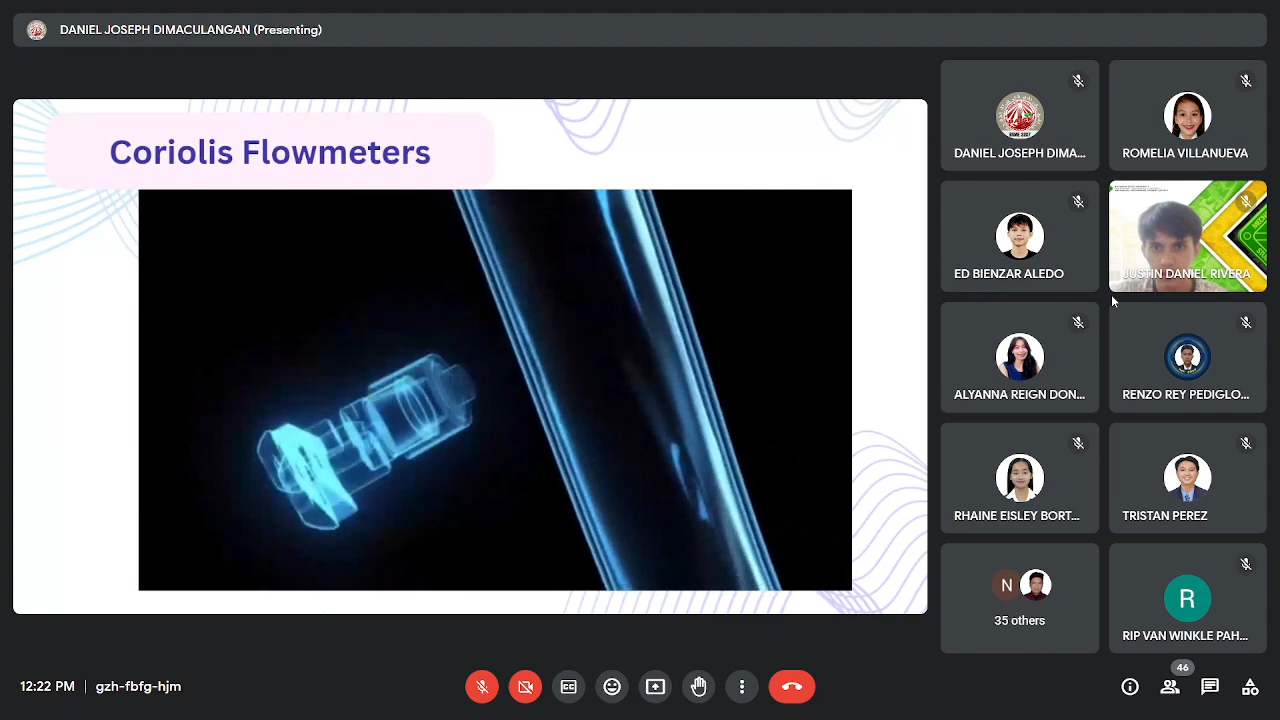 DANIEL JOSEPH DIMACULANGAN (Presenting)
Coriolis Flowmeters
DANIEL JOSEPH DIMA...
ROMELIA VILLANUEVA
ED BIENZAR ALEDO
JUSTIN DANIEL RIVERA
ALYANNA REIGN DON...
RENZO REY PEDIGLO...
RHAINE EISLEY BORT...
TRISTAN PEREZ
N
35 others
R
RIP VAN WINKLE PAH...
12:22 PM | gzh-fbfg-hjm
46